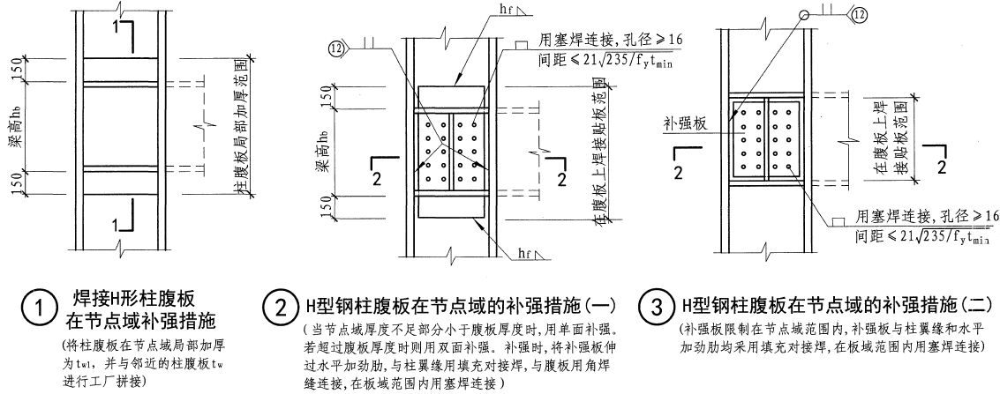 1
150
梁高hb
150
柱腹板局部加厚范围
1
① 焊接H形柱腹板
在节点域补强措施
(将柱腹板在节点域局部加厚
为tw1, 并与邻近的柱腹板tw
进行工厂拼接)
hf
12
用塞焊连接,孔径≥16
间距≤21√235/fy tmin
150
梁高hb
150
在腹板上焊接贴板范围
2
2
hf
② H型钢柱腹板在节点域的补强措施(一)
(当节点域厚度不足部分小于腹板厚度时,用单面补强。
若超过腹板厚度时则用双面补强。补强时,将补强板伸
过水平加劲肋,与柱翼缘用填充对接焊,与腹板用角焊
缝连接,在板域范围内用塞焊连接)
12
补强板
在腹板上焊
接贴板范围
2
2
用塞焊连接,孔径≥16
间距≤21√235/fy tmin
③ H型钢柱腹板在节点域的补强措施(二)
(补强板限制在节点域范围内,补强板与柱翼缘和水平
加劲肋均采用填充对接焊,在板域范围内用塞焊连接)